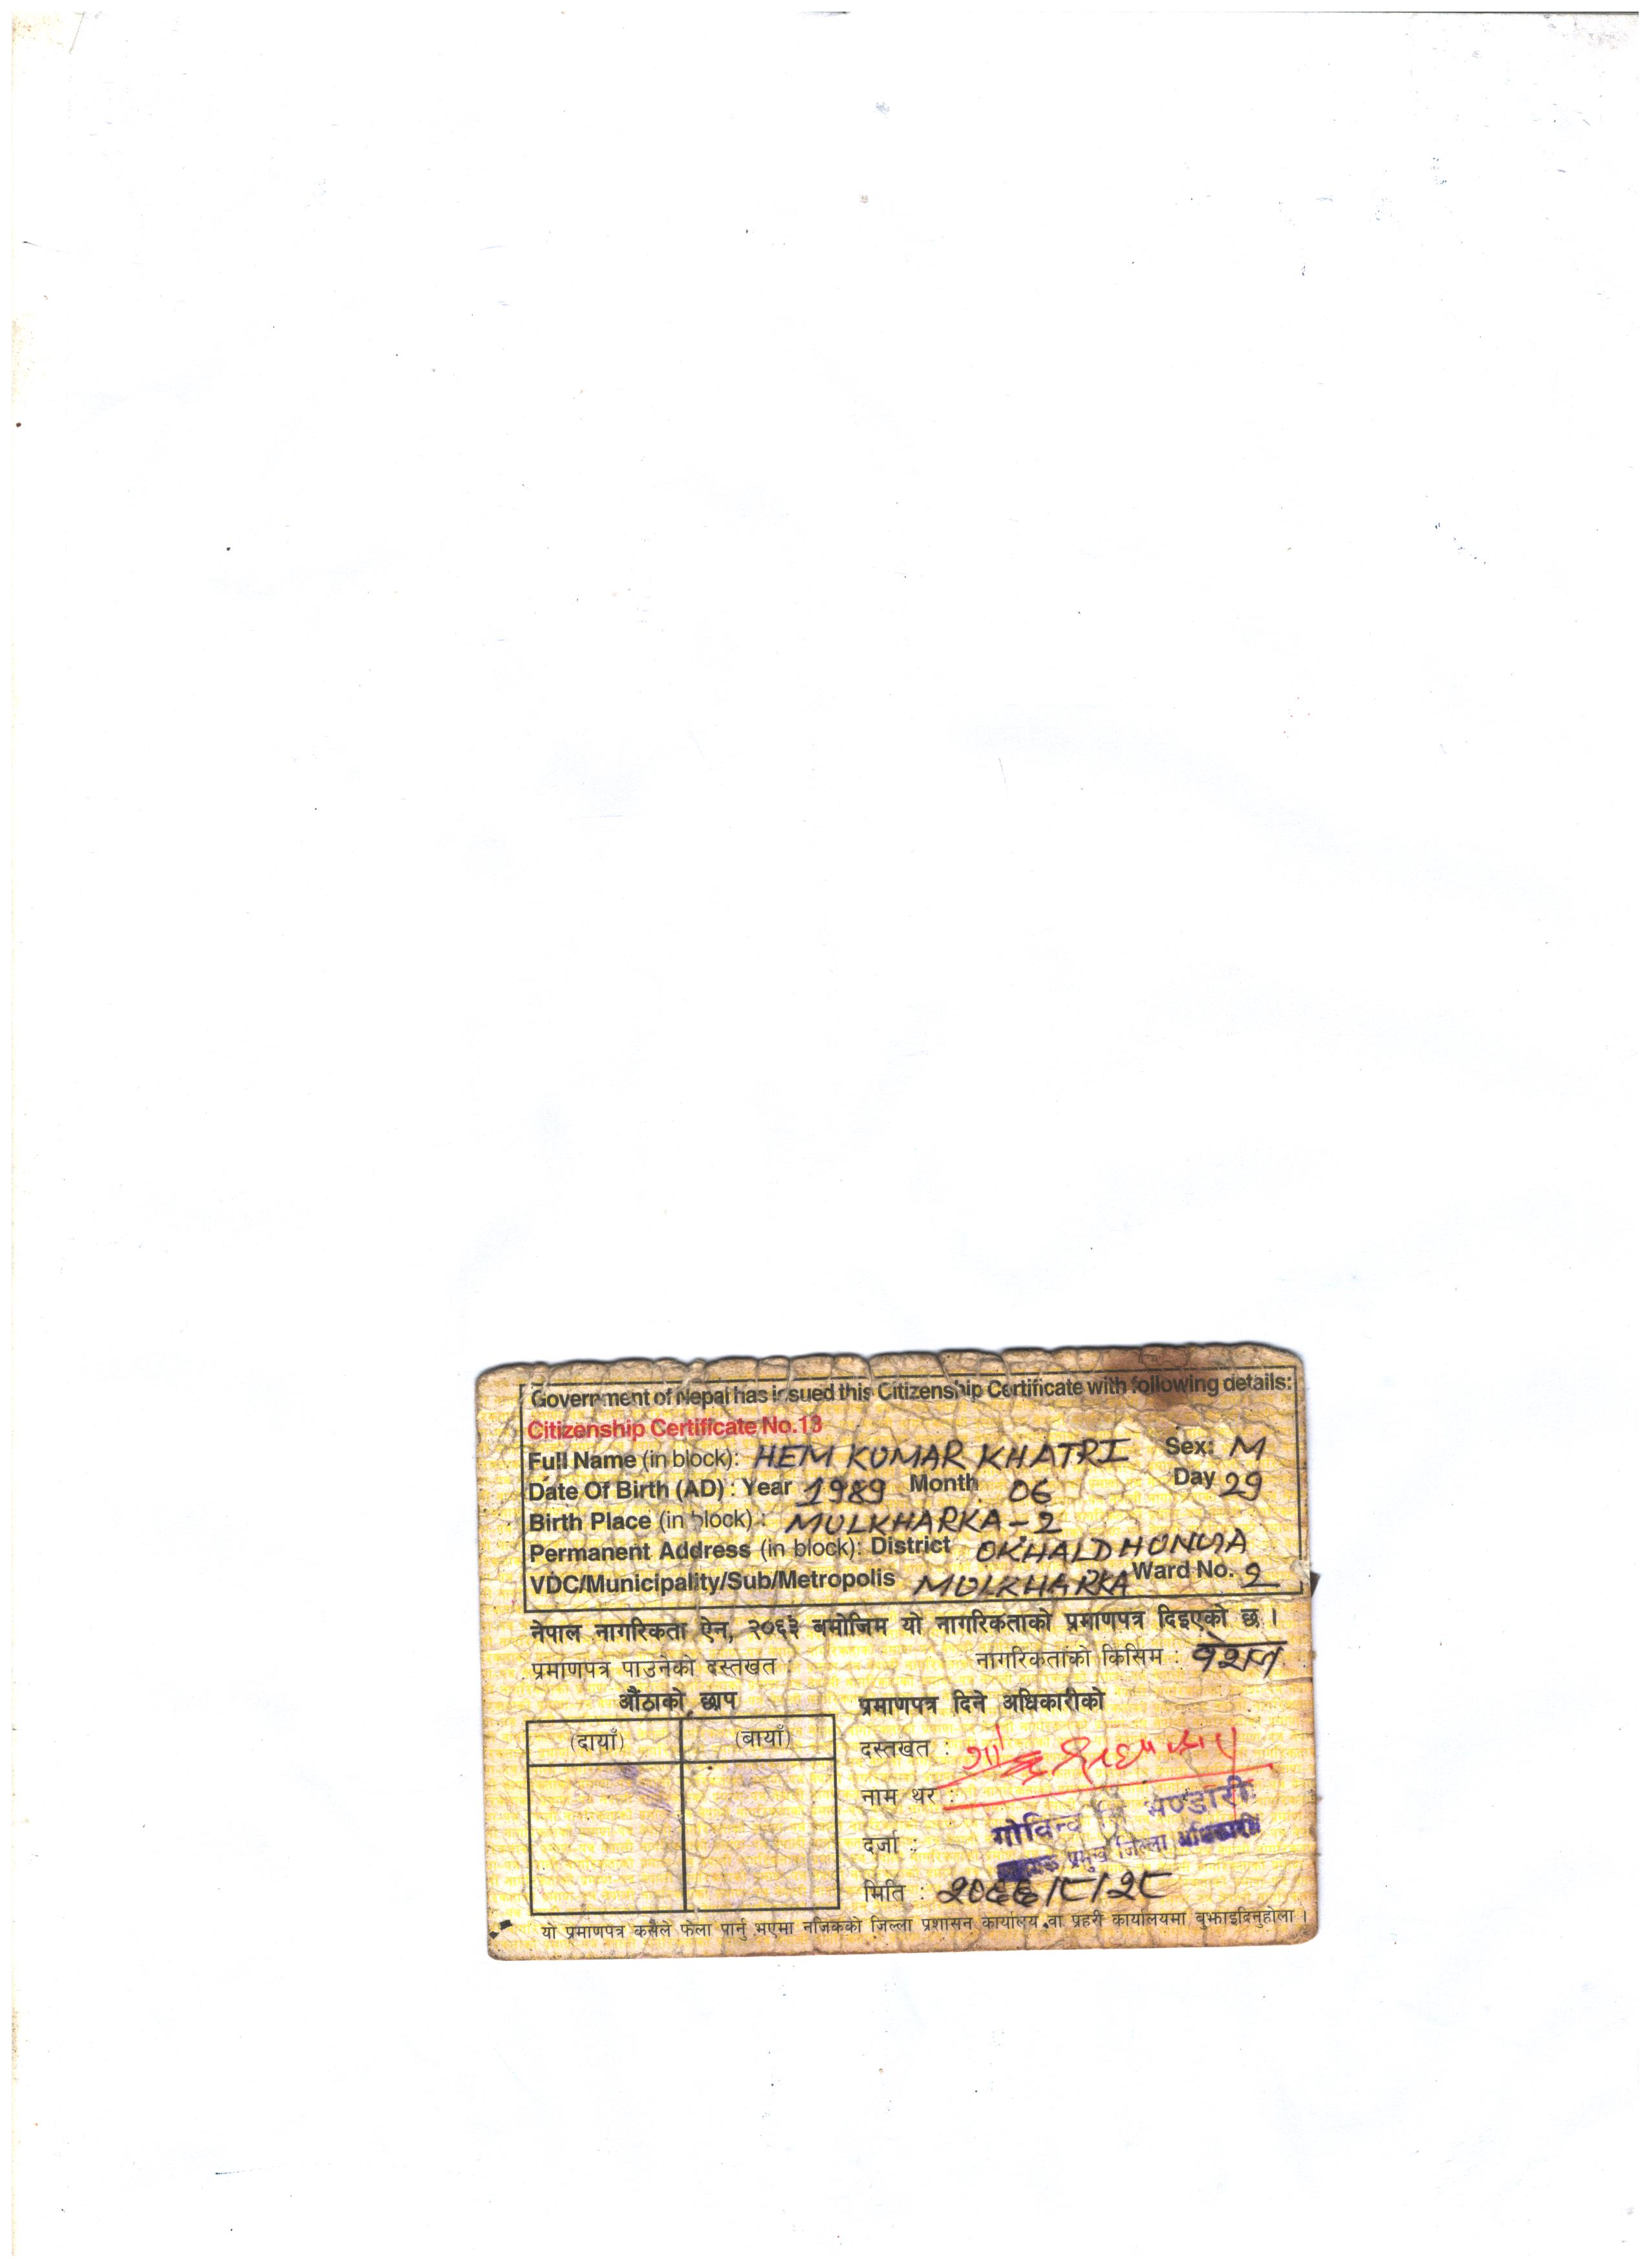 Government of Nepal has issued this Citizenship Certificate with following details:
Citizenship Certificate No.13
Full Name (in block): HEM KUMAR KHATRI Sex: M
Date Of Birth (AD) : Year 1989 Month 06 Day 29
Birth Place (in block) : MULKHARKA - 2
Permanent Address (in block): District OKHALDHUNGA
VDC/Municipality/Sub/Metropolis MULKHARKA Ward No. 2
नेपाल नागरिकता ऐन, २०६३ बमोजिम यो नागरिकताको प्रमाणपत्र दिइएको छ ।
प्रमाणपत्र पाउनेको दस्तखत नागरिकताको किसिम : वंशज
औंठाको छाप प्रमाणपत्र दिने अधिकारीको
(दायाँ) (बायाँ) दस्तखत :
नाम थर : गोविन्द भण्डारी
दर्जा : प्रमुख जिल्ला अधिकारी
मिति : २०६६/८/२८
यो प्रमाणपत्र कसैले फेला पार्नु भएमा नजिकको जिल्ला प्रशासन कार्यालय वा प्रहरी कार्यालयमा बुझाइदिनुहोला ।